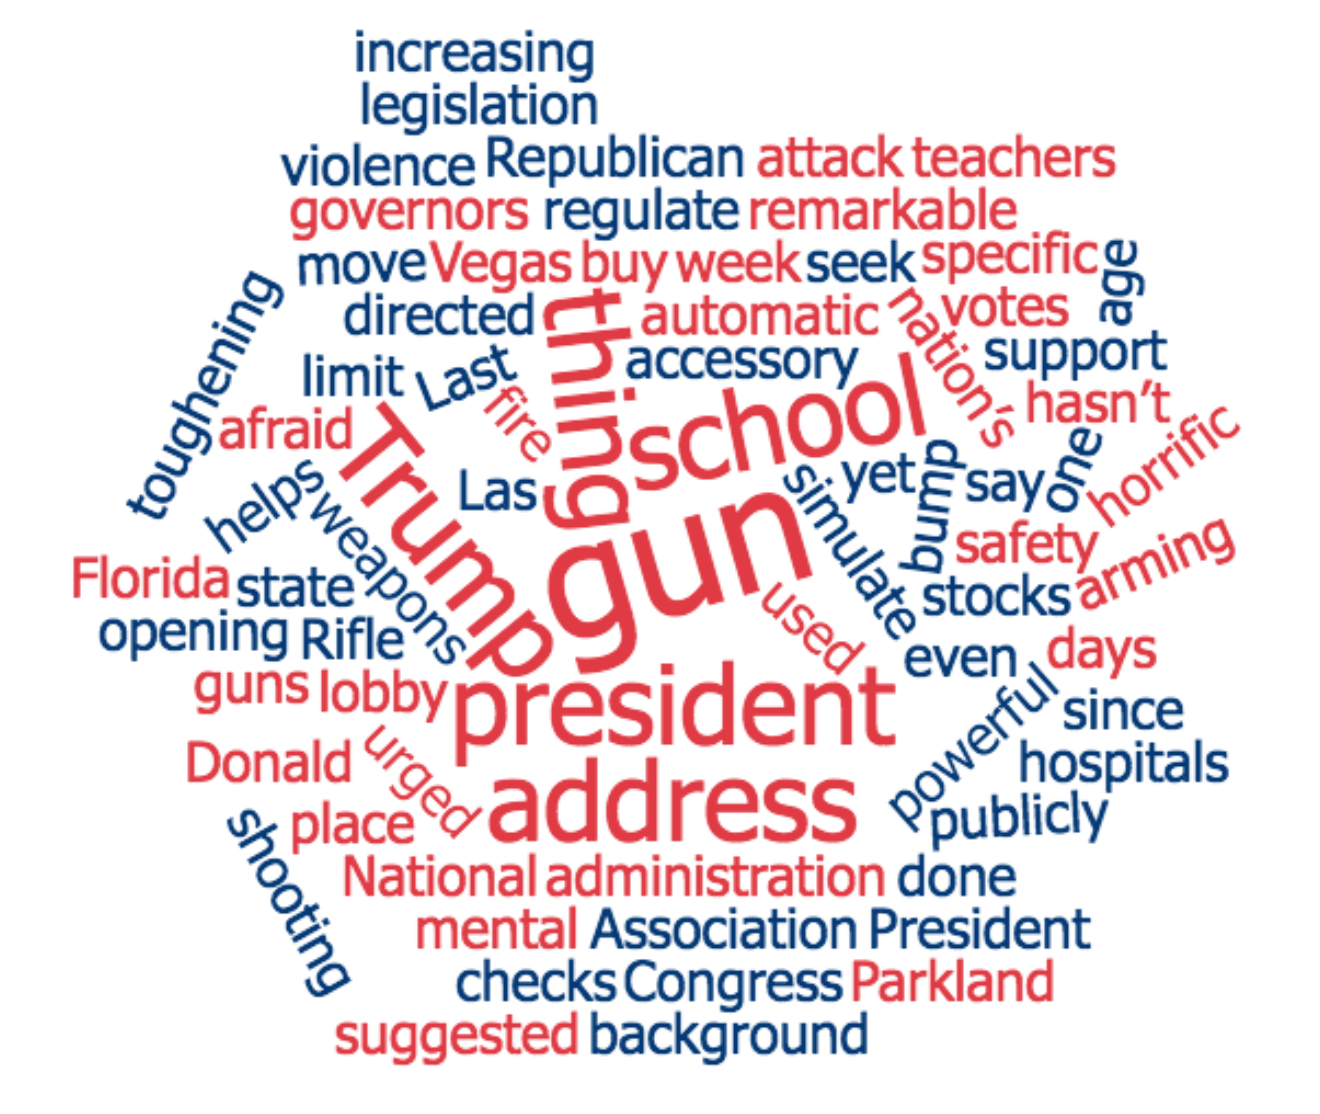 increasing
legislation
violence Republican attack teachers
governors regulate remarkable
move Vegas buy week seek specific age
directed thing automatic nation's votes
limit Last accessory support
toughening afraid fire school hasn't
Trump Las yet bump say one horrific
helps weapons gun simulate safety arming
Florida state used stocks
opening Rifle even days
guns lobby president powerful since
Donald urged address hospitals
shooting place publicly
National administration done
mental Association President
checks Congress Parkland
suggested background